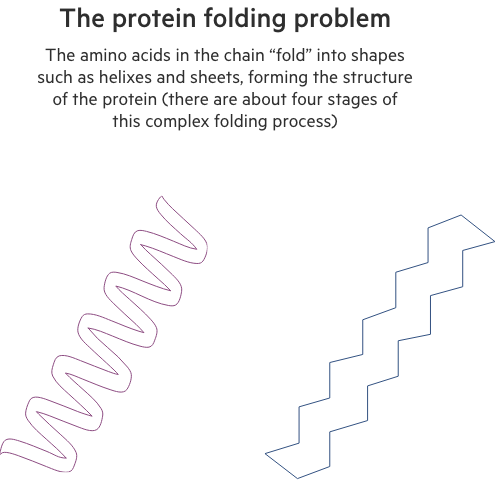 The protein folding problem
The amino acids in the chain “fold” into shapes
such as helixes and sheets, forming the structure
of the protein (there are about four stages of
this complex folding process)